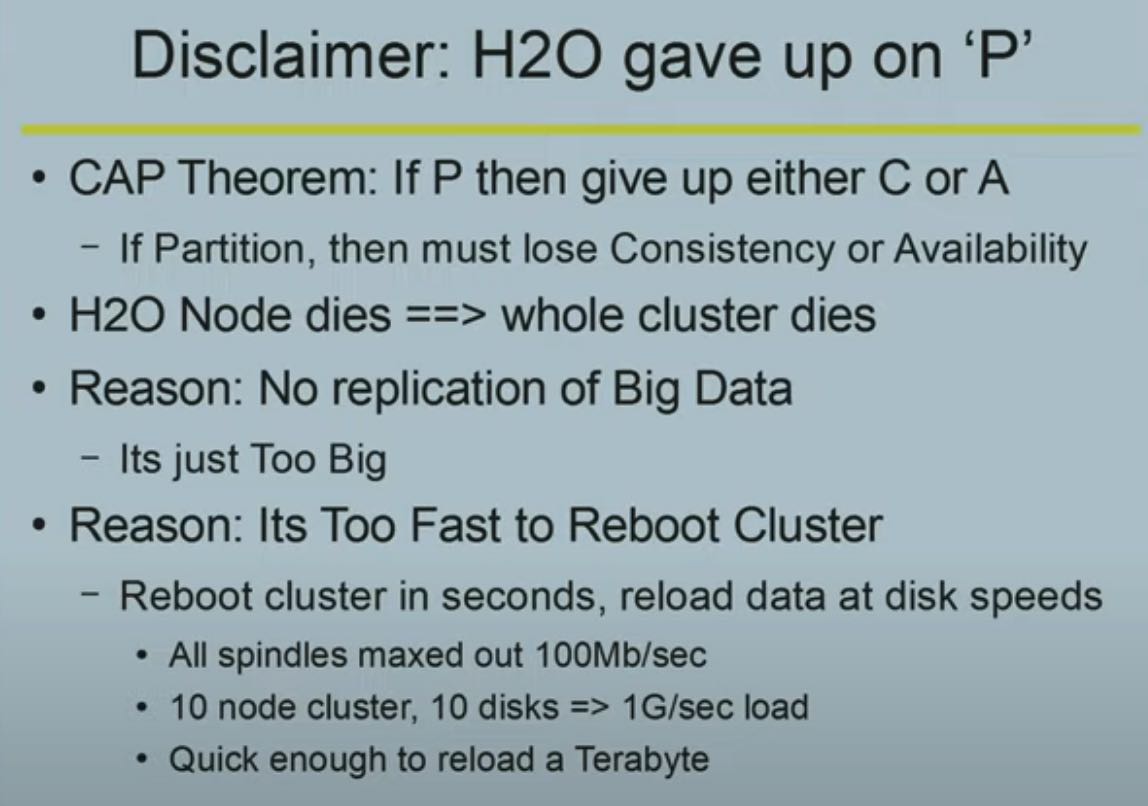 Disclaimer: H2O gave up on ‘P’
• CAP Theorem: If P then give up either C or A
– If Partition, then must lose Consistency or Availability
• H2O Node dies ==> whole cluster dies
• Reason: No replication of Big Data
– Its just Too Big
• Reason: Its Too Fast to Reboot Cluster
– Reboot cluster in seconds, reload data at disk speeds
• All spindles maxed out 100Mb/sec
• 10 node cluster, 10 disks => 1G/sec load
• Quick enough to reload a Terabyte